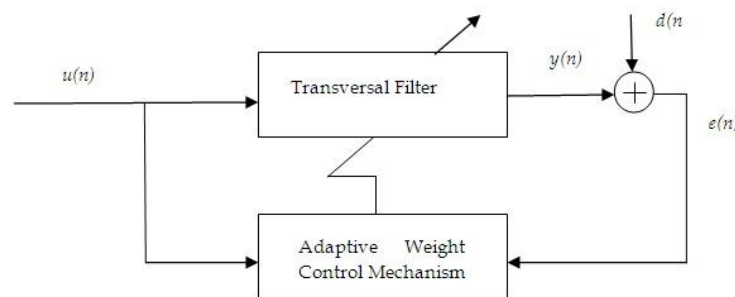 d(n
u(n)
y(n)
Transversal Filter
e(n)
Adaptive Weight
Control Mechanism